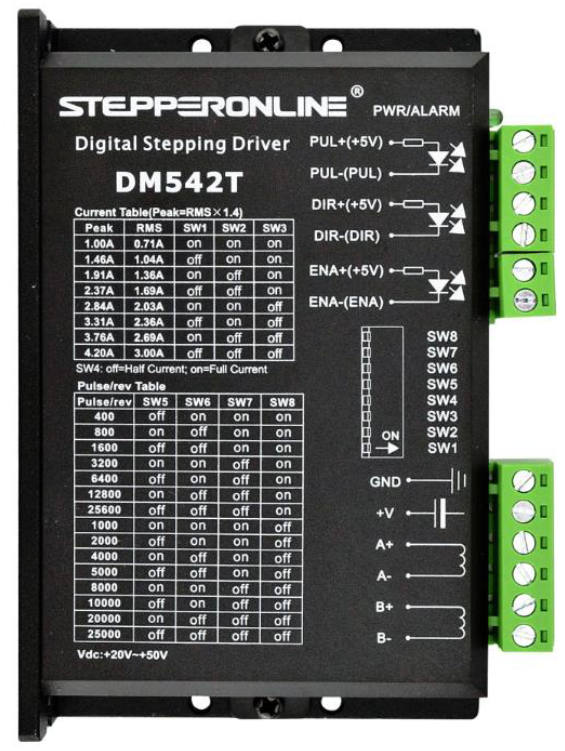 STEPPERONLINE®
PWR/ALARM
Digital Stepping Driver
DM542T
Current Table(Peak=RMS×1.4)
Peak RMS SW1 SW2 SW3
1.00A 0.71A on on on
1.46A 1.04A off on on
1.91A 1.36A on off on
2.37A 1.69A off off on
2.84A 2.03A on on off
3.31A 2.36A off on off
3.76A 2.69A on off off
4.20A 3.00A off off off
SW4: off=Half Current; on=Full Current
Pulse/rev Table
Pulse/rev SW5 SW6 SW7 SW8
400 off on on on
800 on off on on
1600 off off on on
3200 on on off on
6400 off on off on
12800 on off off on
25600 off off off on
1000 on on on off
2000 off on on off
4000 on off on off
5000 off off on off
8000 on on off off
10000 off on off off
20000 on off off off
25000 off off off off
Vdc:+20V~+50V
PUL+(+5V)
PUL-(PUL)
DIR+(+5V)
DIR-(DIR)
ENA+(+5V)
ENA-(ENA)
SW8
SW7
SW6
SW5
SW4
SW3
ON SW2
SW1
GND
+V
A+
A-
B+
B-